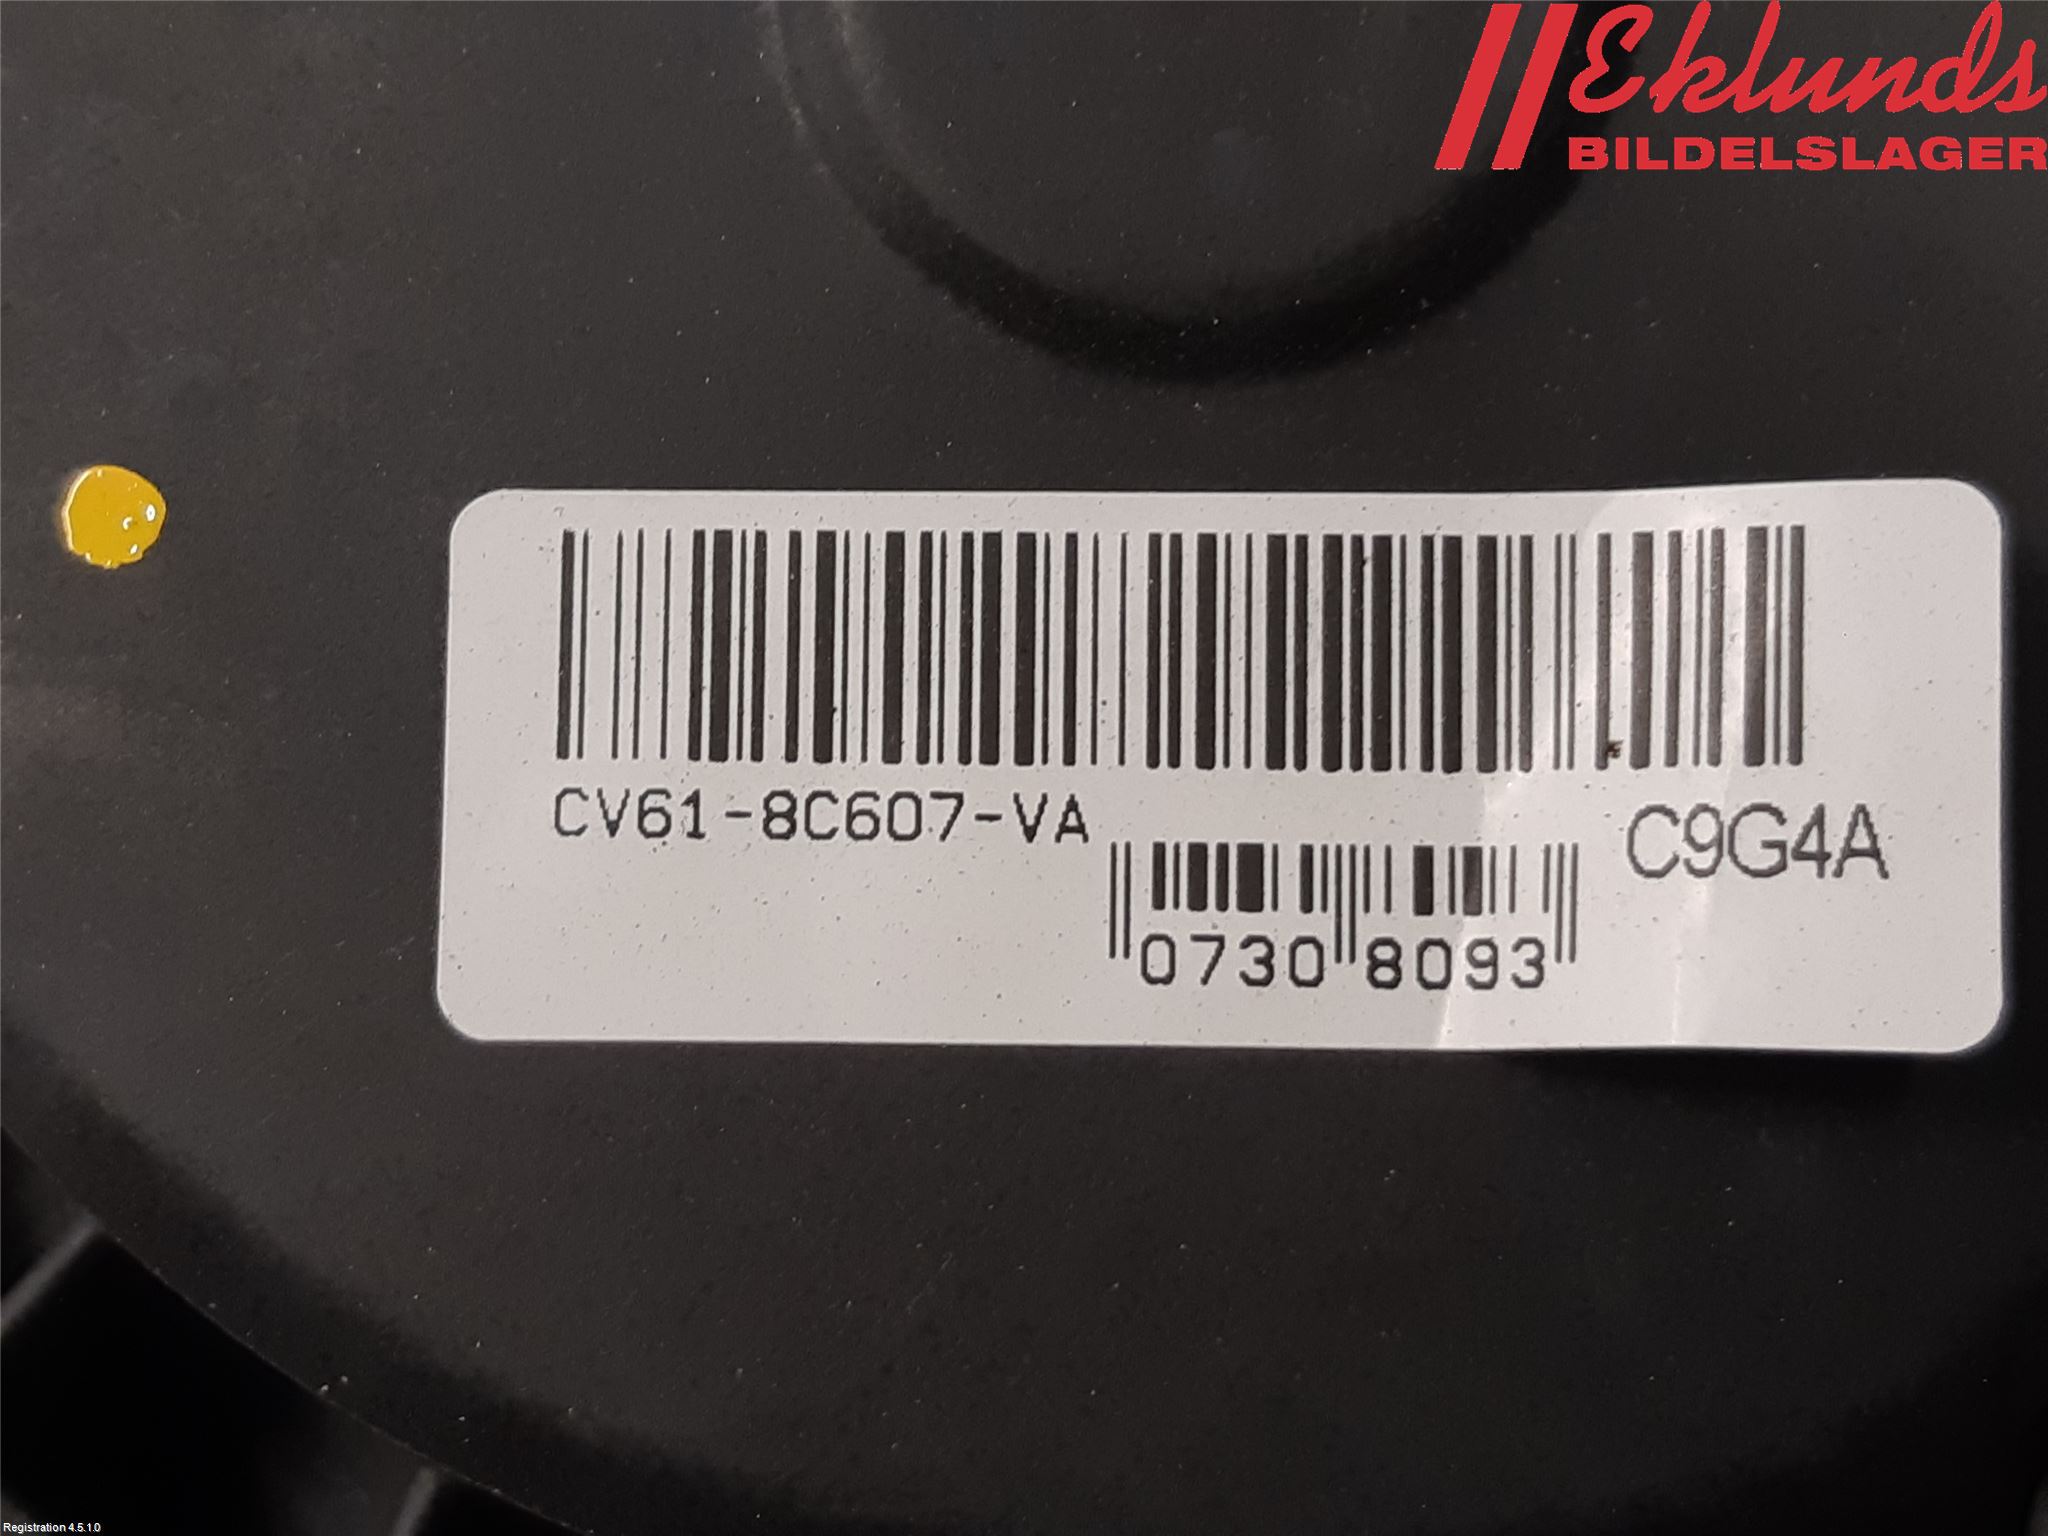 Eklunds
BILDELSLAGER
CV61-8C607-VA
C9G4A
0730 8093
Registration 4.5.1.0